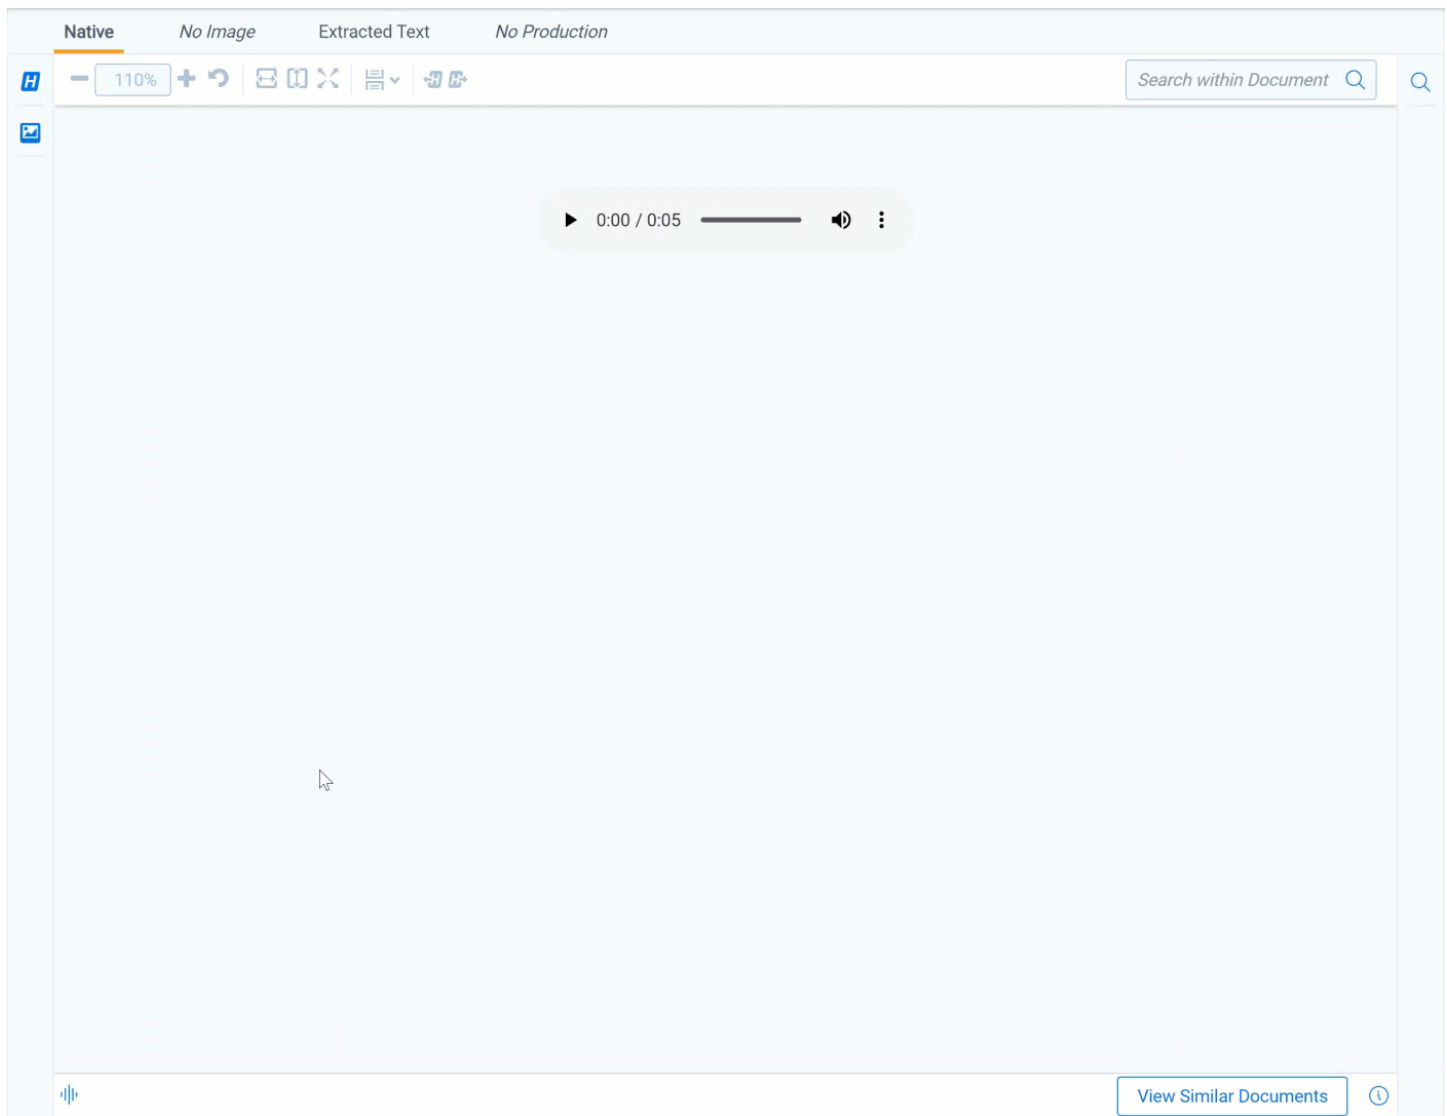 Native No Image Extracted Text No Production
110% Search within Document
0:00 / 0:05
View Similar Documents